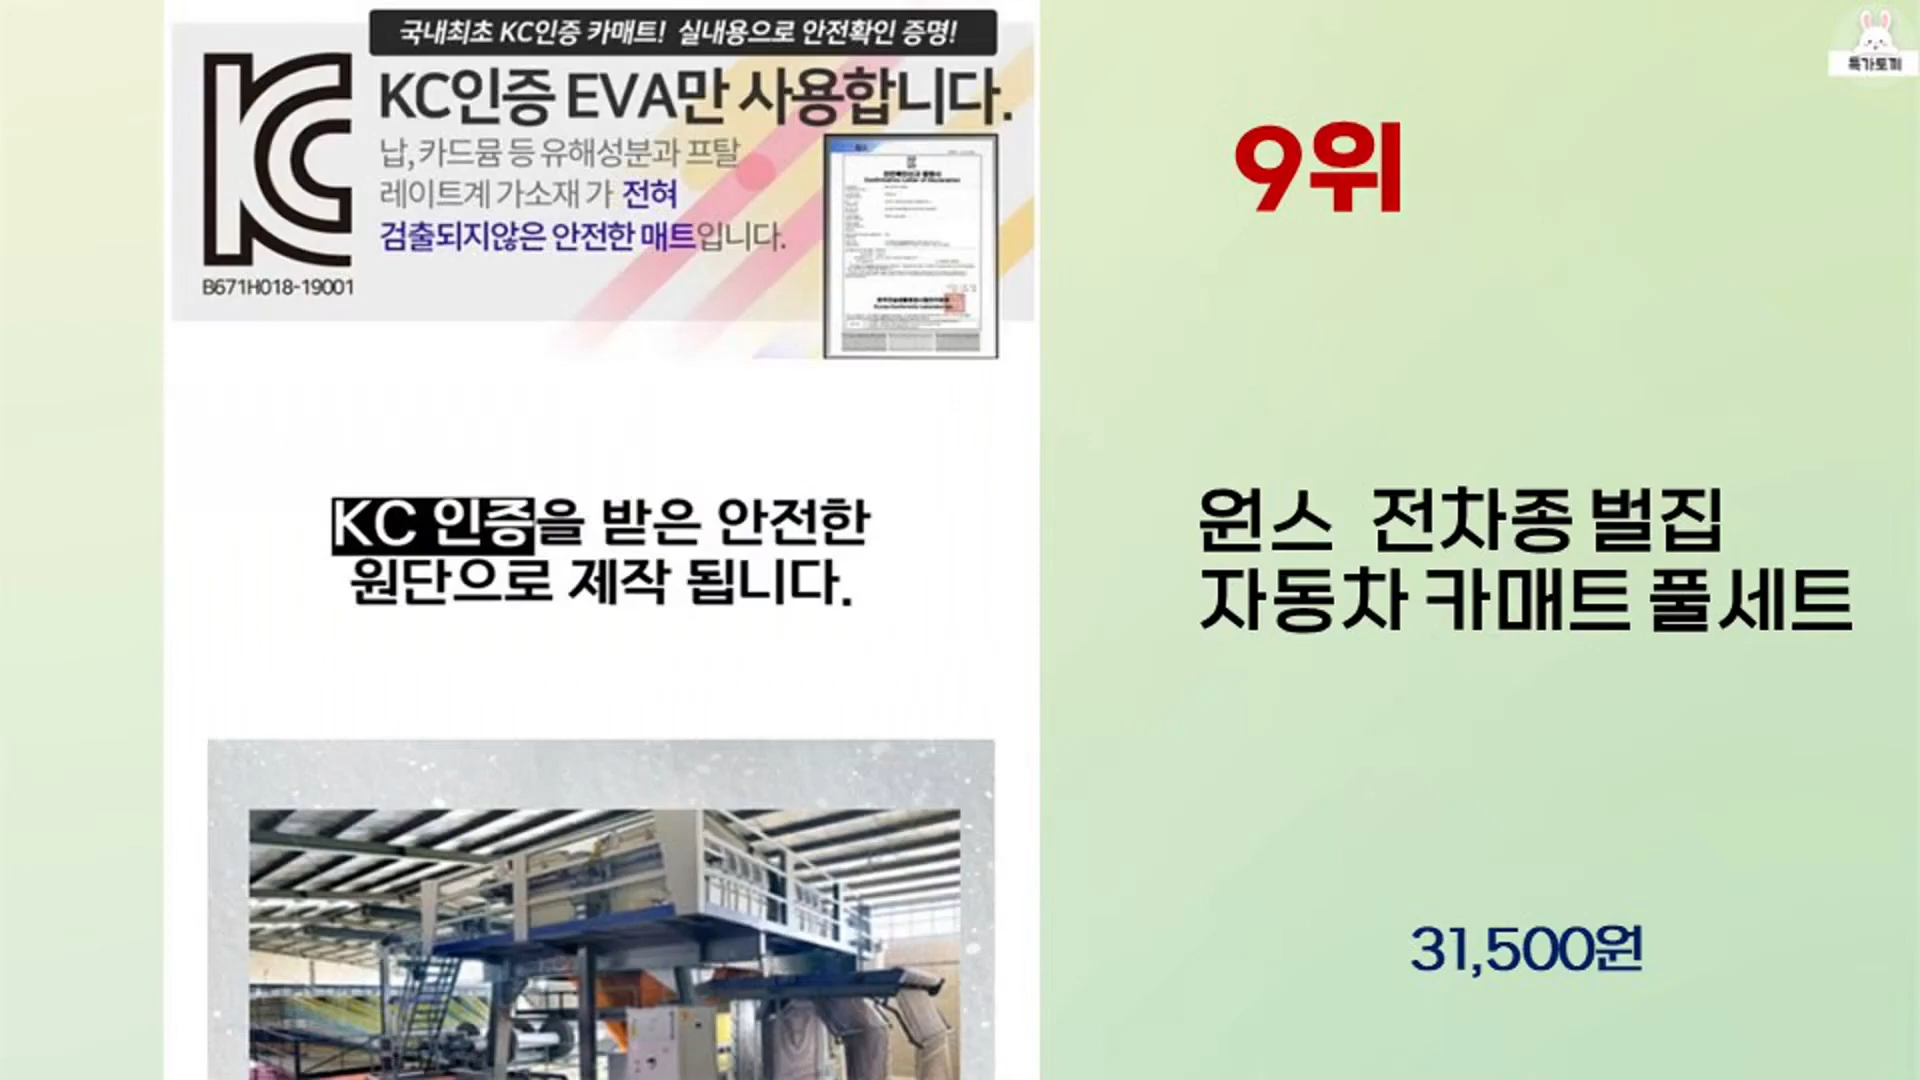 국내최초 KC인증 카매트! 실내용으로 안전확인 증명!
KC인증 EVA만 사용합니다.
납, 카드뮴 등 유해성분과 프탈
레이트계 가소재 가 전혀
검출되지않은 안전한 매트입니다.
B671H018-19001
KC 인증을 받은 안전한
원단으로 제작 됩니다.
특가토끼
9위
원스 전차종 벌집
자동차 카매트 풀세트
31,500원